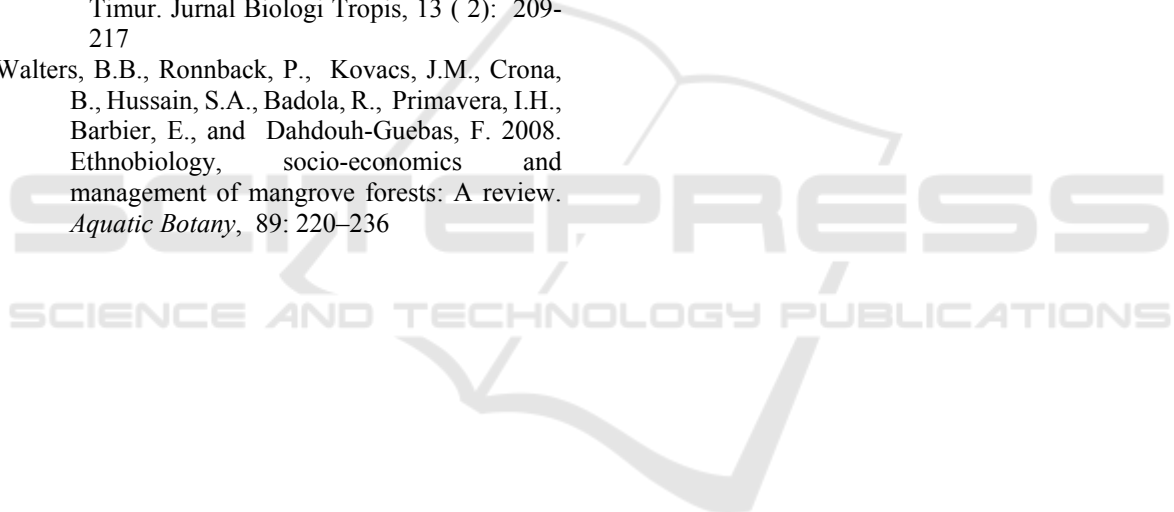 Timur. Jurnal Biologi Tropis, 13 ( 2): 209-
217
Walters, B.B., Ronnback, P., Kovacs, J.M., Crona,
B., Hussain, S.A., Badola, R., Primavera, I.H.,
Barbier, E., and Dahdouh-Guebas, F. 2008.
Ethnobiology, socio-economics and
management of mangrove forests: A review.
Aquatic Botany, 89: 220–236
SCITEPRESS
SCIENCE AND TECHNOLOGY PUBLICATIONS